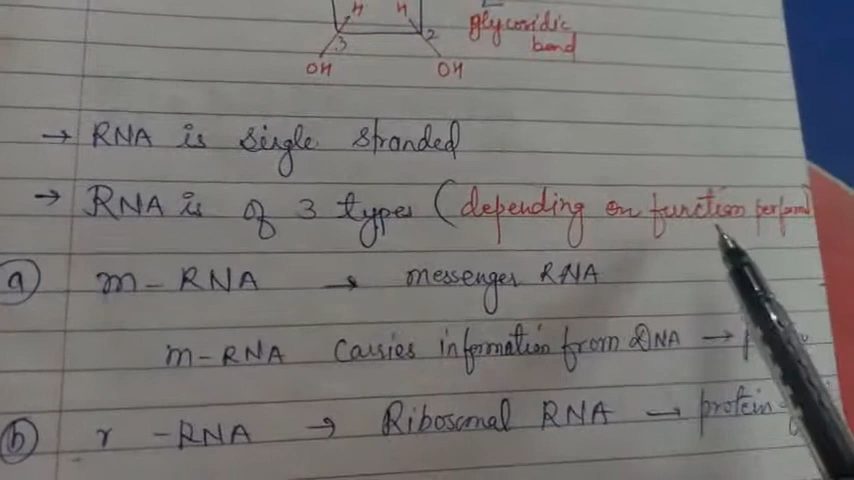 H H glycosidic
3 2 bond
OH OH
→ RNA is single stranded
→ RNA is of 3 types (depending on function perform
a m - RNA → messenger RNA
m-RNA carries information from DNA →
b r -RNA → Ribosomal RNA → protein